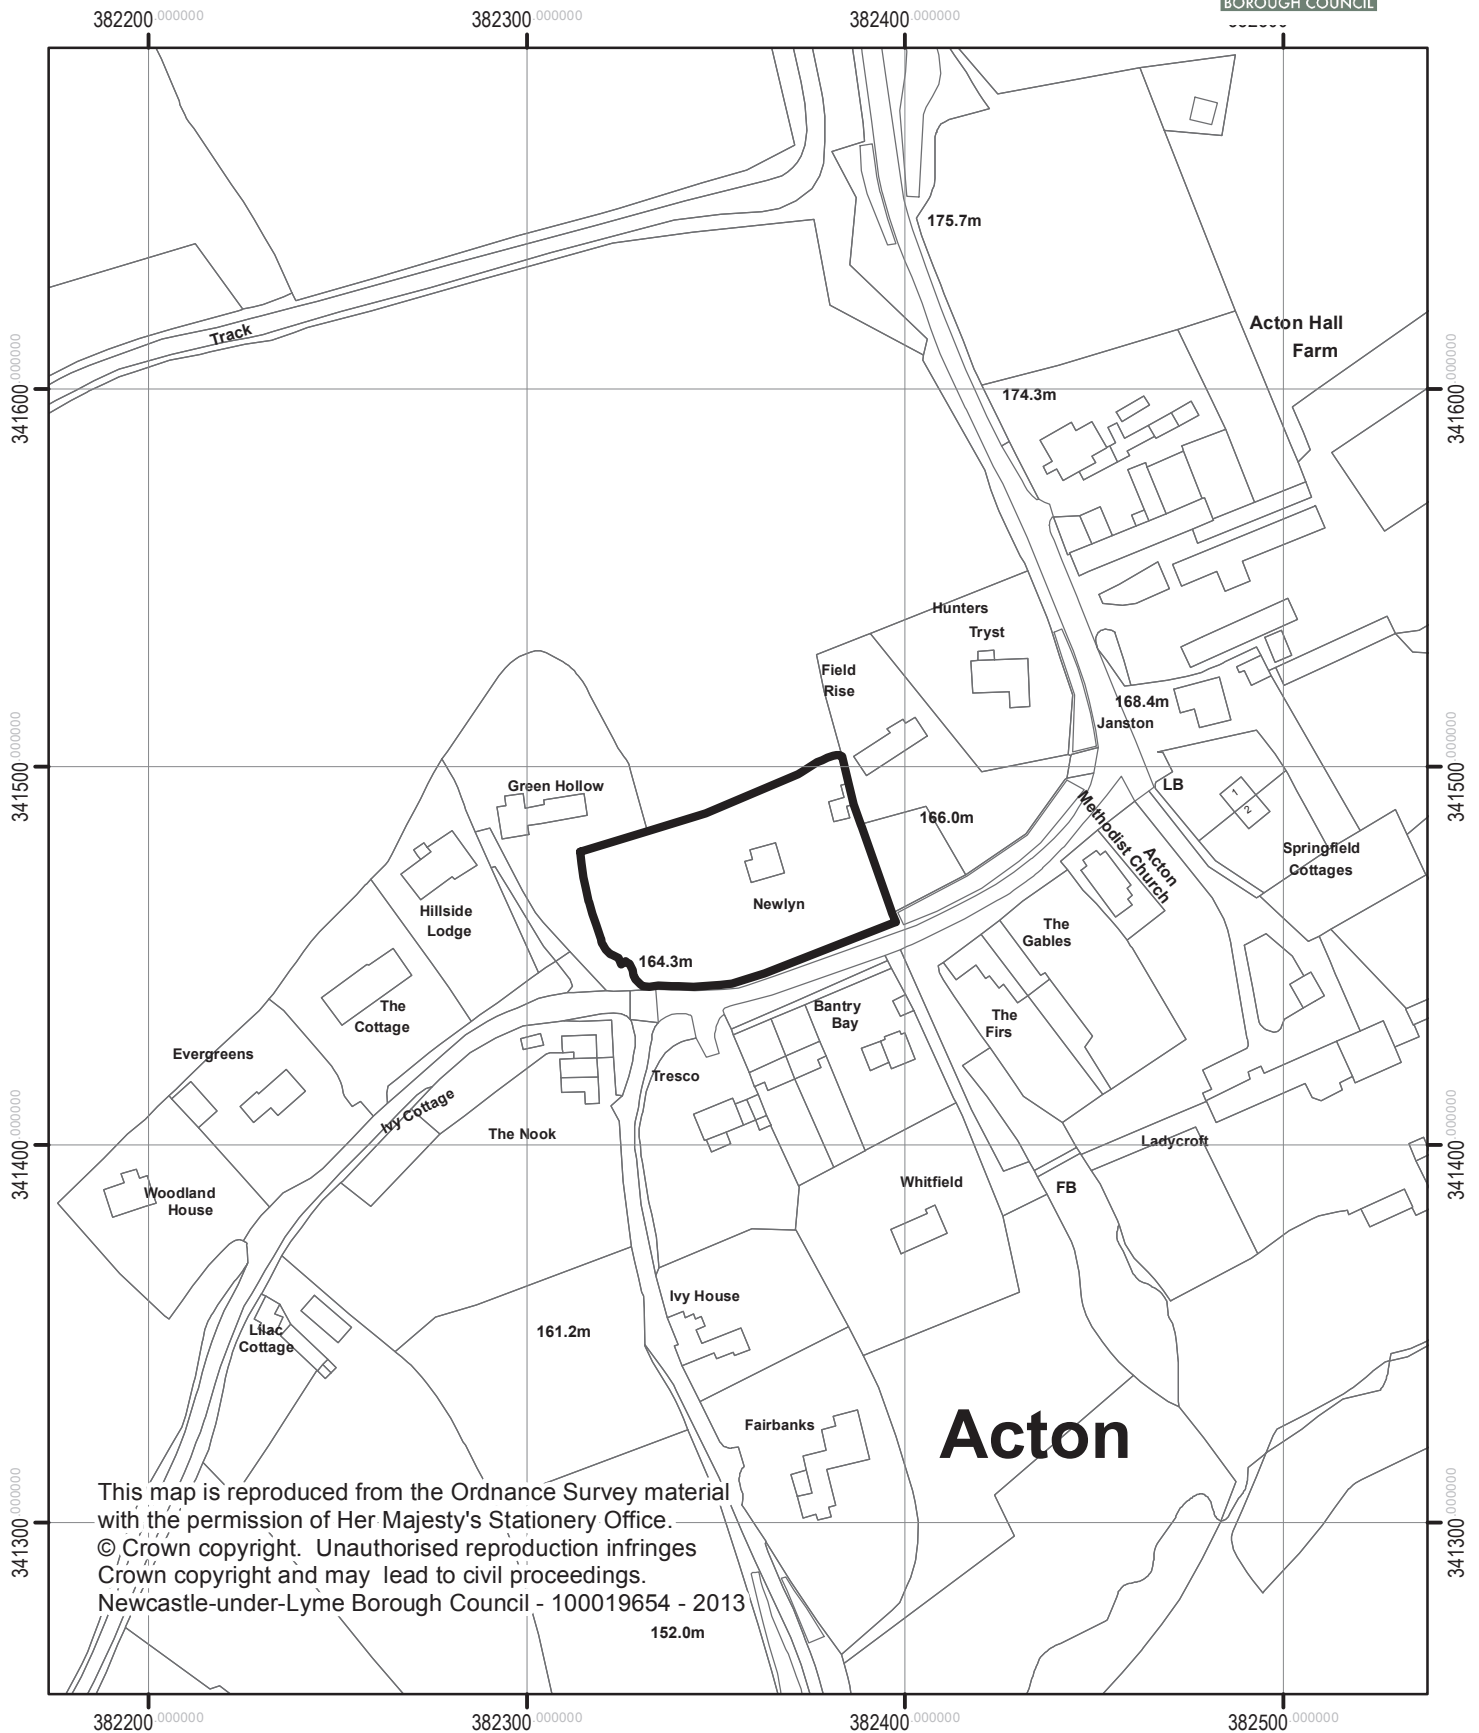 BOROUGH COUNCIL
382200.000000
382300.000000
382400.000000
175.7m
Acton Hall
Farm
Track
341600.000000
341600.000000
174.3m
Hunters
Tryst
Field
Rise
168.4m
Janston
341500.000000
341500.000000
Green Hollow
LB
1
2
Methodist Church
Acton
166.0m
Springfield
Cottages
Newlyn
Hillside
Lodge
The
Gables
164.3m
The
Cottage
Bantry
Bay
The
Firs
Evergreens
Tresco
Ivy Cottage
The Nook
Ladycroft
341400.000000
341400.000000
Whitfield
FB
Woodland
House
Ivy House
Lilac
Cottage
161.2m
Fairbanks
Acton
This map is reproduced from the Ordnance Survey material
with the permission of Her Majesty's Stationery Office.
© Crown copyright. Unauthorised reproduction infringes
Crown copyright and may lead to civil proceedings.
Newcastle-under-Lyme Borough Council - 100019654 - 2013
341300.000000
341300.000000
152.0m
382200.000000
382300.000000
382400.000000
382500.000000